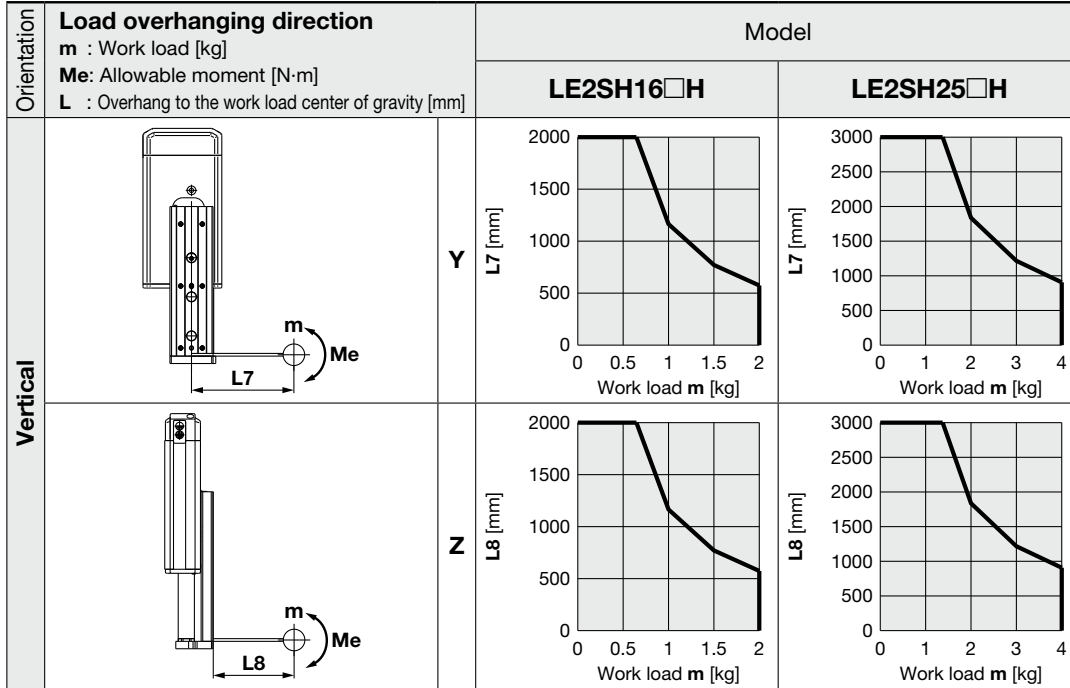 Orientation
Load overhanging direction
m : Work load [kg]
Me: Allowable moment [N·m]
L : Overhang to the work load center of gravity [mm]
Model
LE2SH16□H
LE2SH25□H
Vertical
m
Me
L7
Y
L7 [mm]
2000
1500
1000
500
0
0 0.5 1 1.5 2
Work load m [kg]
L7 [mm]
3000
2500
3000
2000
1500
1000
500
0
0 1 2 3 4
Work load m [kg]
m
Me
L8
Z
L8 [mm]
2000
1500
1000
500
0
0 0.5 1 1.5 2
Work load m [kg]
L8 [mm]
3000
2500
2000
1500
1000
500
0
0 1 2 3 4
Work load m [kg]